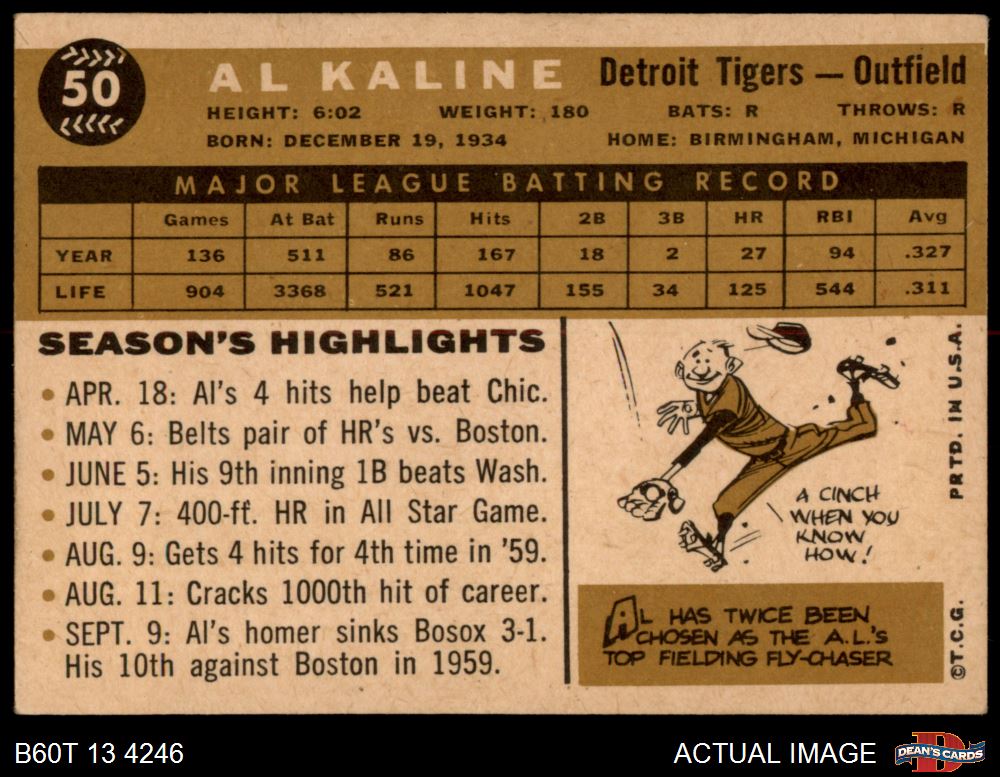 50
AL KALINE
Detroit Tigers — Outfield
HEIGHT: 6:02 WEIGHT: 180 BATS: R THROWS: R
BORN: DECEMBER 19, 1934 HOME: BIRMINGHAM, MICHIGAN
MAJOR LEAGUE BATTING RECORD
Games At Bat Runs Hits 2B 3B HR RBI Avg
YEAR 136 511 86 167 18 2 27 94 .327
LIFE 904 3368 521 1047 155 34 125 544 .311
SEASON'S HIGHLIGHTS
• APR. 18: Al's 4 hits help beat Chic.
• MAY 6: Belts pair of HR's vs. Boston.
• JUNE 5: His 9th inning 1B beats Wash.
• JULY 7: 400-ff. HR in All Star Game.
• AUG. 9: Gets 4 hits for 4th time in '59.
• AUG. 11: Cracks 1000th hit of career.
• SEPT. 9: Al's homer sinks Bosox 3-1.
His 10th against Boston in 1959.
A CINCH
WHEN YOU
KNOW
HOW!
AL HAS TWICE BEEN
CHOSEN AS THE A.L.'S
TOP FIELDING FLY-CHASER
©T.C.G. PRTD. IN U.S.A.
B60T 13 4246
ACTUAL IMAGE
D
DEAN'S CARDS